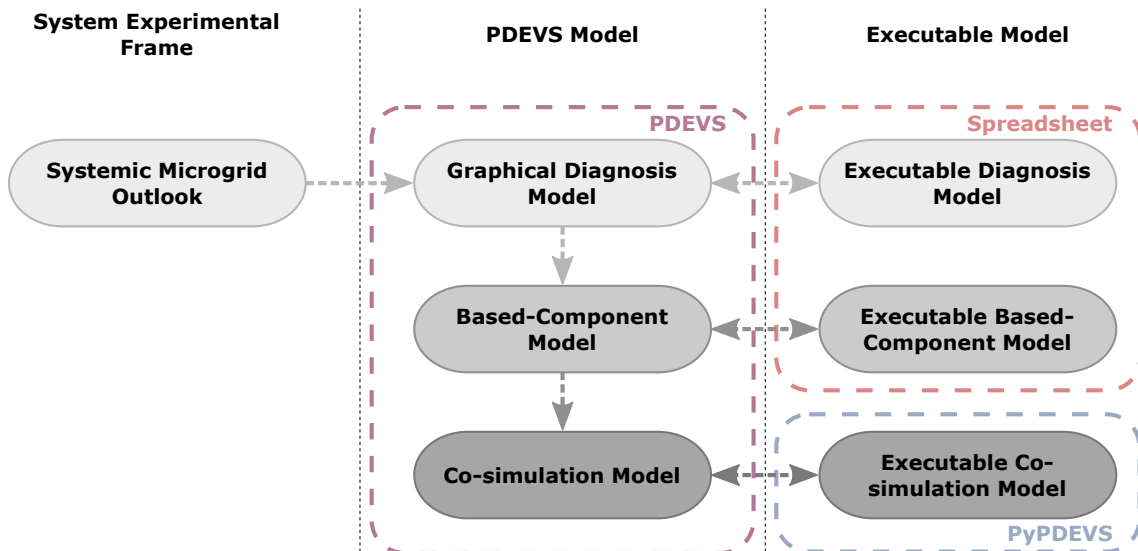 System Experimental
Frame
PDEVS Model
Executable Model
PDEVS
Spreadsheet
Systemic Microgrid
Outlook
Graphical Diagnosis
Model
Executable Diagnosis
Model
Based-Component
Model
Executable Based-
Component Model
Co-simulation Model
Executable Co-
simulation Model
PyPDEVS